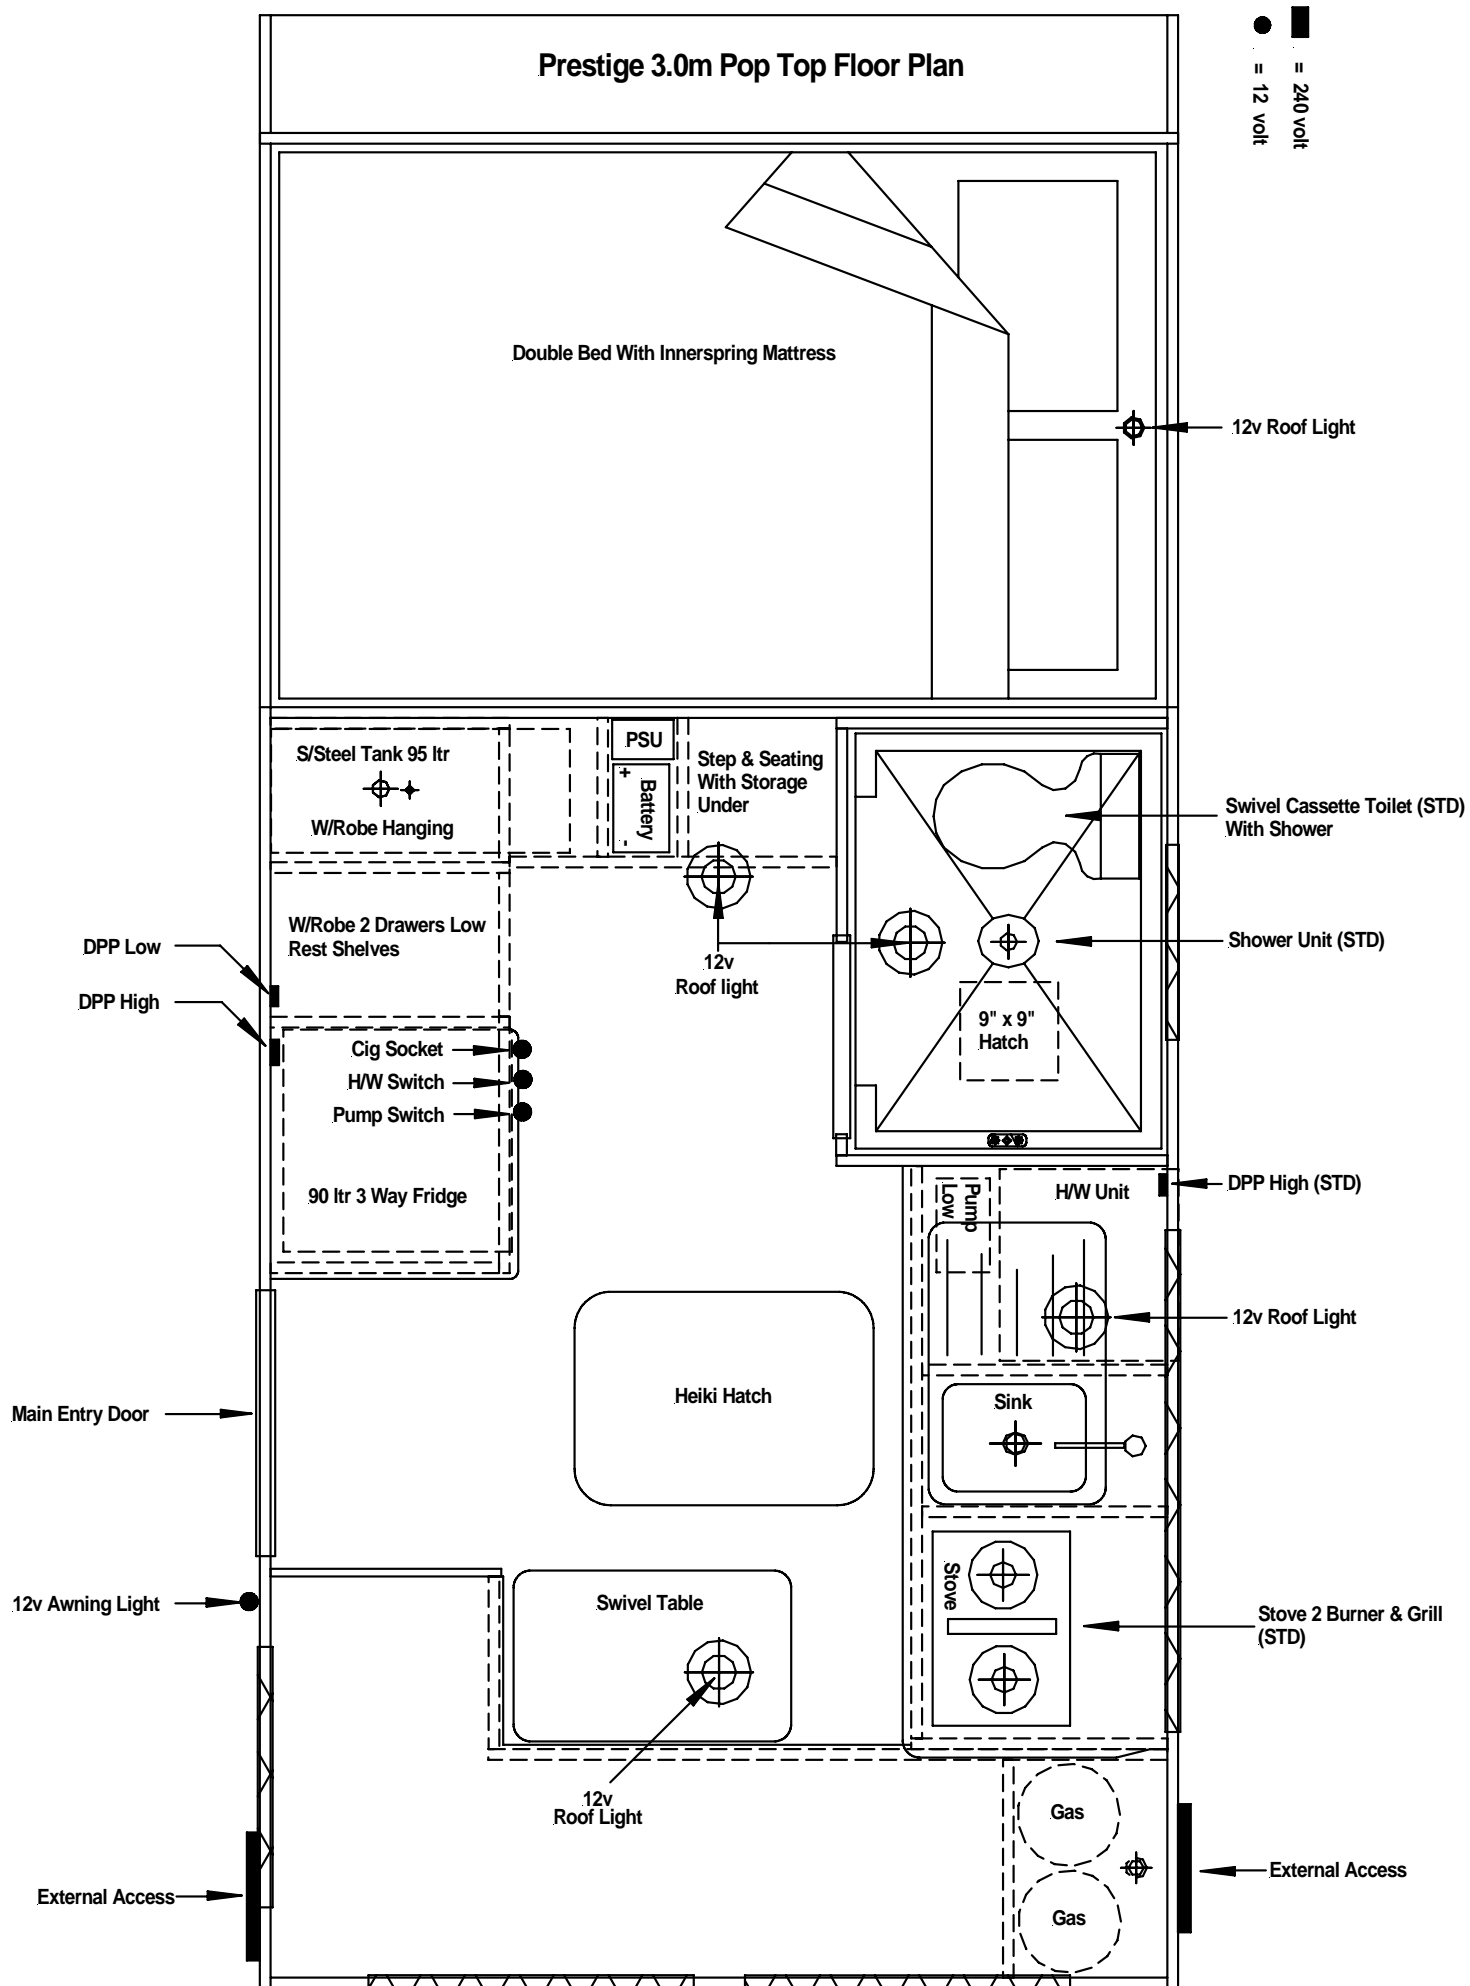 Prestige 3.0m Pop Top Floor Plan
= 240 volt
= 12 volt
Double Bed With Innerspring Mattress
12v Roof Light
S/Steel Tank 95 ltr
W/Robe Hanging
PSU
+
Battery
-
Step & Seating
With Storage
Under
Swivel Cassette Toilet (STD)
With Shower
W/Robe 2 Drawers Low
Rest Shelves
DPP Low
DPP High
12v
Roof light
Shower Unit (STD)
9" x 9"
Hatch
Cig Socket
H/W Switch
Pump Switch
90 ltr 3 Way Fridge
Pump
Low
H/W Unit
DPP High (STD)
12v Roof Light
Heiki Hatch
Sink
Main Entry Door
12v Awning Light
Swivel Table
Stove
Stove 2 Burner & Grill
(STD)
12v
Roof Light
Gas
External Access
External Access
Gas